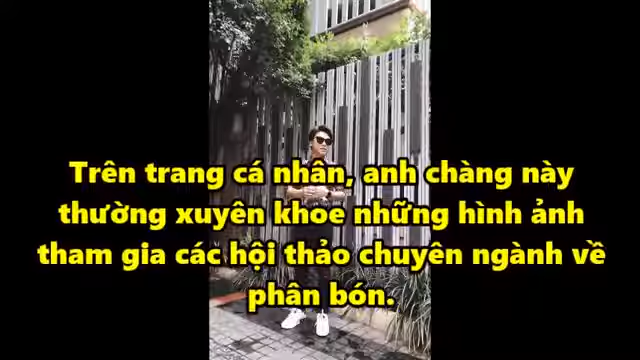 Trên trang cá nhân, anh chàng này
thường xuyên khoe những hình ảnh
tham gia các hội thảo chuyên ngành về
phân bón.